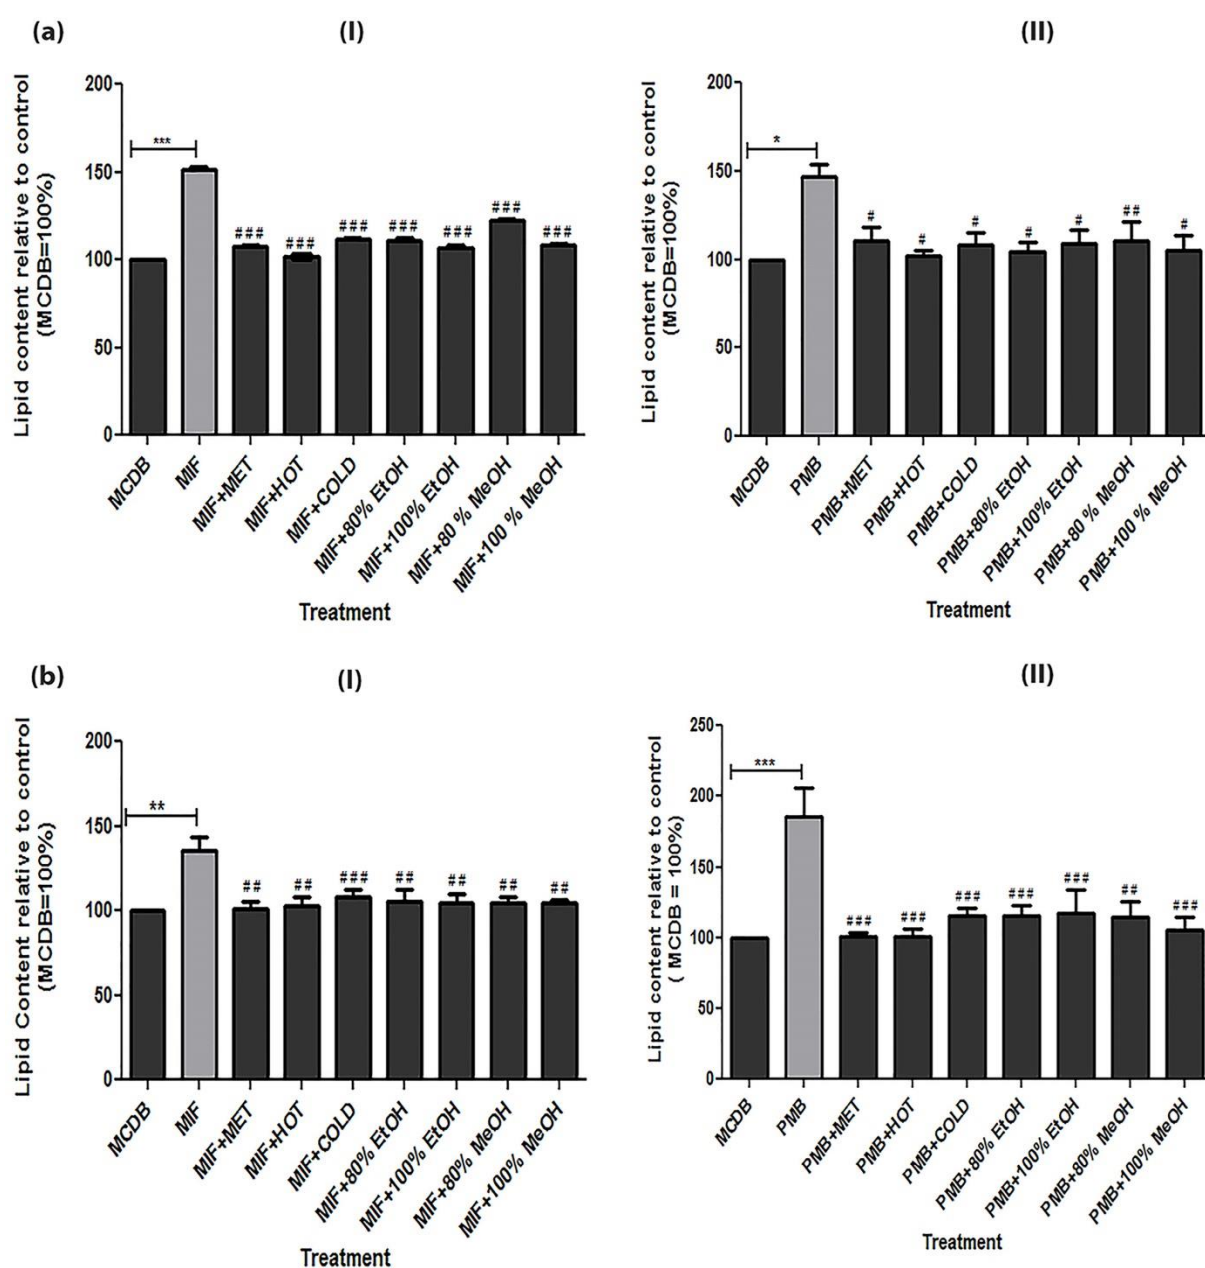 (a)
(I)
Lipid content relative to control
(MCDB=100%)
200
150
100
50
0
***
###
###
###
###
###
###
###
MCDB
MIF
MIF+MET
MIF+HOT
MIF+COLD
MIF+80% EtOH
MIF+100% EtOH
MIF+80 % MeOH
MIF+100 % MeOH
Treatment
(II)
Lipid content relative to control
(MCDB=100%)
200
150
100
50
0
*
#
#
#
#
#
##
#
MCDB
PMB
PMB+MET
PMB+HOT
PMB+COLD
PMB+80% EtOH
PMB+100% EtOH
PMB+80 % MeOH
PMB+100 % MeOH
Treatment
(b)
(I)
Lipid Content relative to control
(MCDB=100%)
200
150
100
50
0
**
##
##
###
##
##
##
##
MCDB
MIF
MIF+MET
MIF+HOT
MIF+COLD
MIF+80% EtOH
MIF+100% EtOH
MIF+80% MeOH
MIF+100% MeOH
Treatment
(II)
Lipid content relative to control
( MCDB = 100%)
250
200
150
100
50
0
***
###
###
###
###
###
##
###
MCDB
PMB
PMB+MET
PMB+HOT
PMB+COLD
PMB+80% EtOH
PMB+100% EtOH
PMB+80% MeOH
PMB+100% MeOH
Treatment